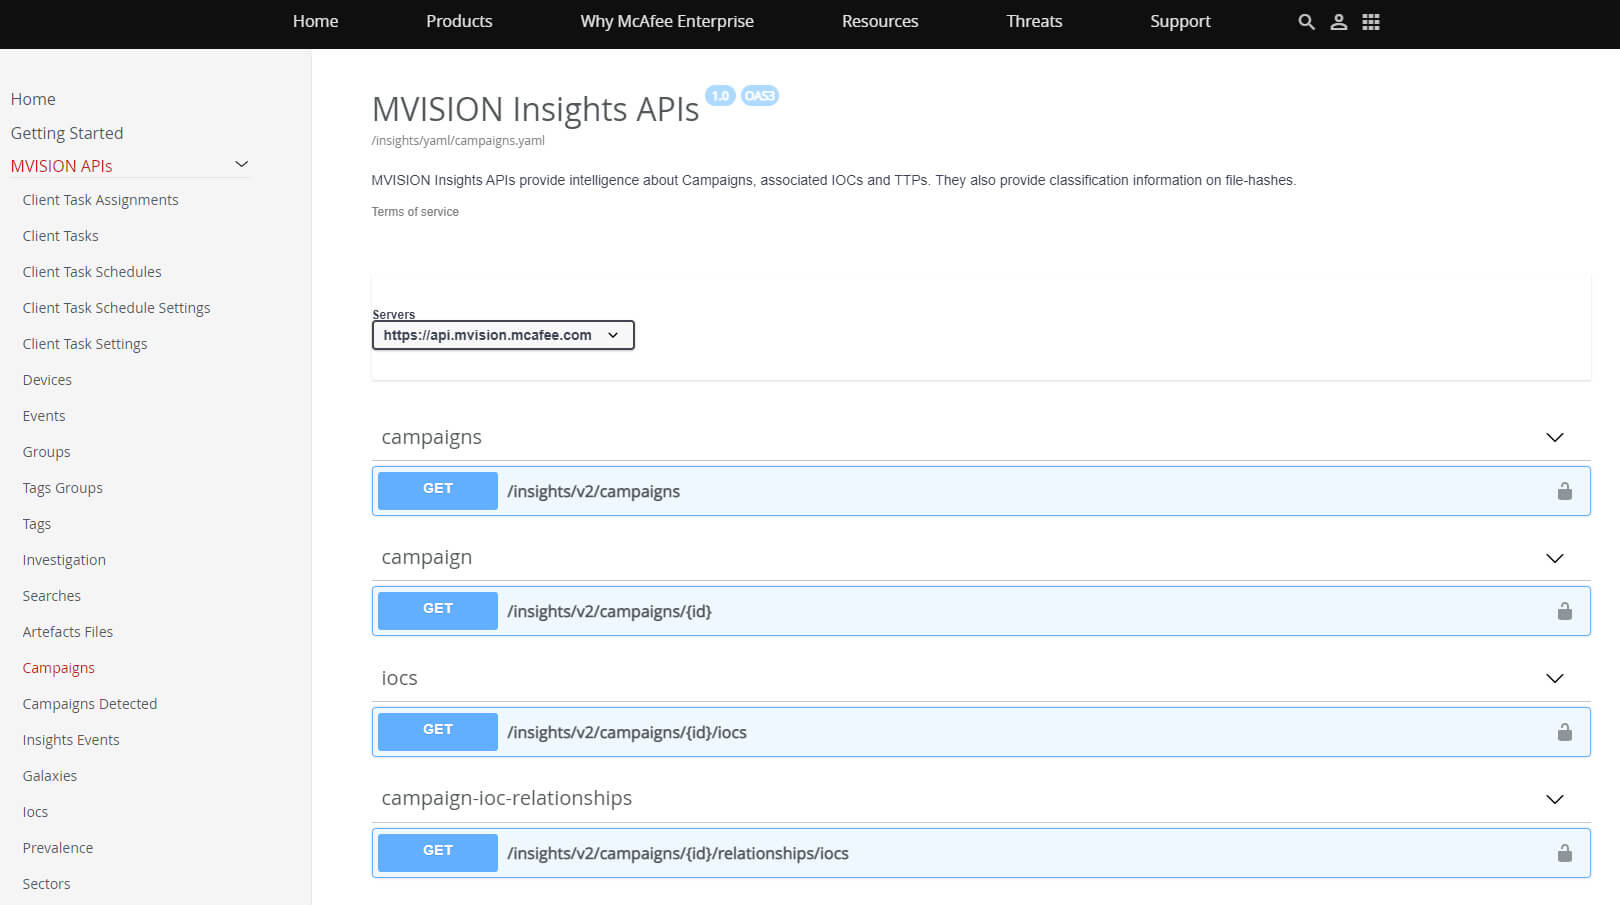 Home Products Why McAfee Enterprise Resources Threats Support
Home
Getting Started
MVISION APIs
Client Task Assignments
Client Tasks
Client Task Schedules
Client Task Schedule Settings
Client Task Settings
Devices
Events
Groups
Tags Groups
Tags
Investigation
Searches
Artefacts Files
Campaigns
Campaigns Detected
Insights Events
Galaxies
Iocs
Prevalence
Sectors
MVISION Insights APIs 1.0 OAS3
/insights/yaml/campaigns.yaml
MVISION Insights APIs provide intelligence about Campaigns, associated IOCs and TTPs. They also provide classification information on file-hashes.
Terms of service
Servers
https://api.mvision.mcafee.com
campaigns
GET /insights/v2/campaigns
campaign
GET /insights/v2/campaigns/{id}
iocs
GET /insights/v2/campaigns/{id}/iocs
campaign-ioc-relationships
GET /insights/v2/campaigns/{id}/relationships/iocs